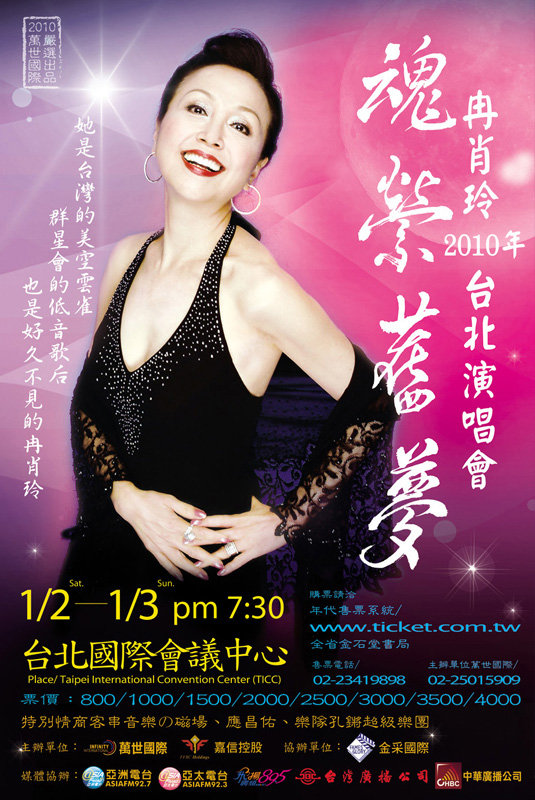 2010
嚴選出品
萬世國際
魂縈舊夢
冉肖玲
2010年
台北演唱會
她是台灣的美空雲雀
群星會的低音歌后
也是好久不見的冉肖玲
Sat. Sun.
1/2—1/3 pm 7:30
台北國際會議中心
Place/ Taipei International Convention Center (TICC)
購票請洽
年代售票系統/
www.ticket.com.tw
全省金石堂書局
售票電話/ 主辦單位萬世國際/
02-23419898 02-25015909
票價：800/1000/1500/2000/2500/3000/3500/4000
特別情商客串音樂の磁場、應昌佑、樂隊孔鏘超級樂團
主辦單位： INFINITY 萬世國際 嘉信控股 協辦單位： 金采國際
媒體協辦： 亞洲電台 ASIAFM92.7 亞太電台 ASIAFM92.3 895 台灣廣播公司 CHBC 中華廣播公司